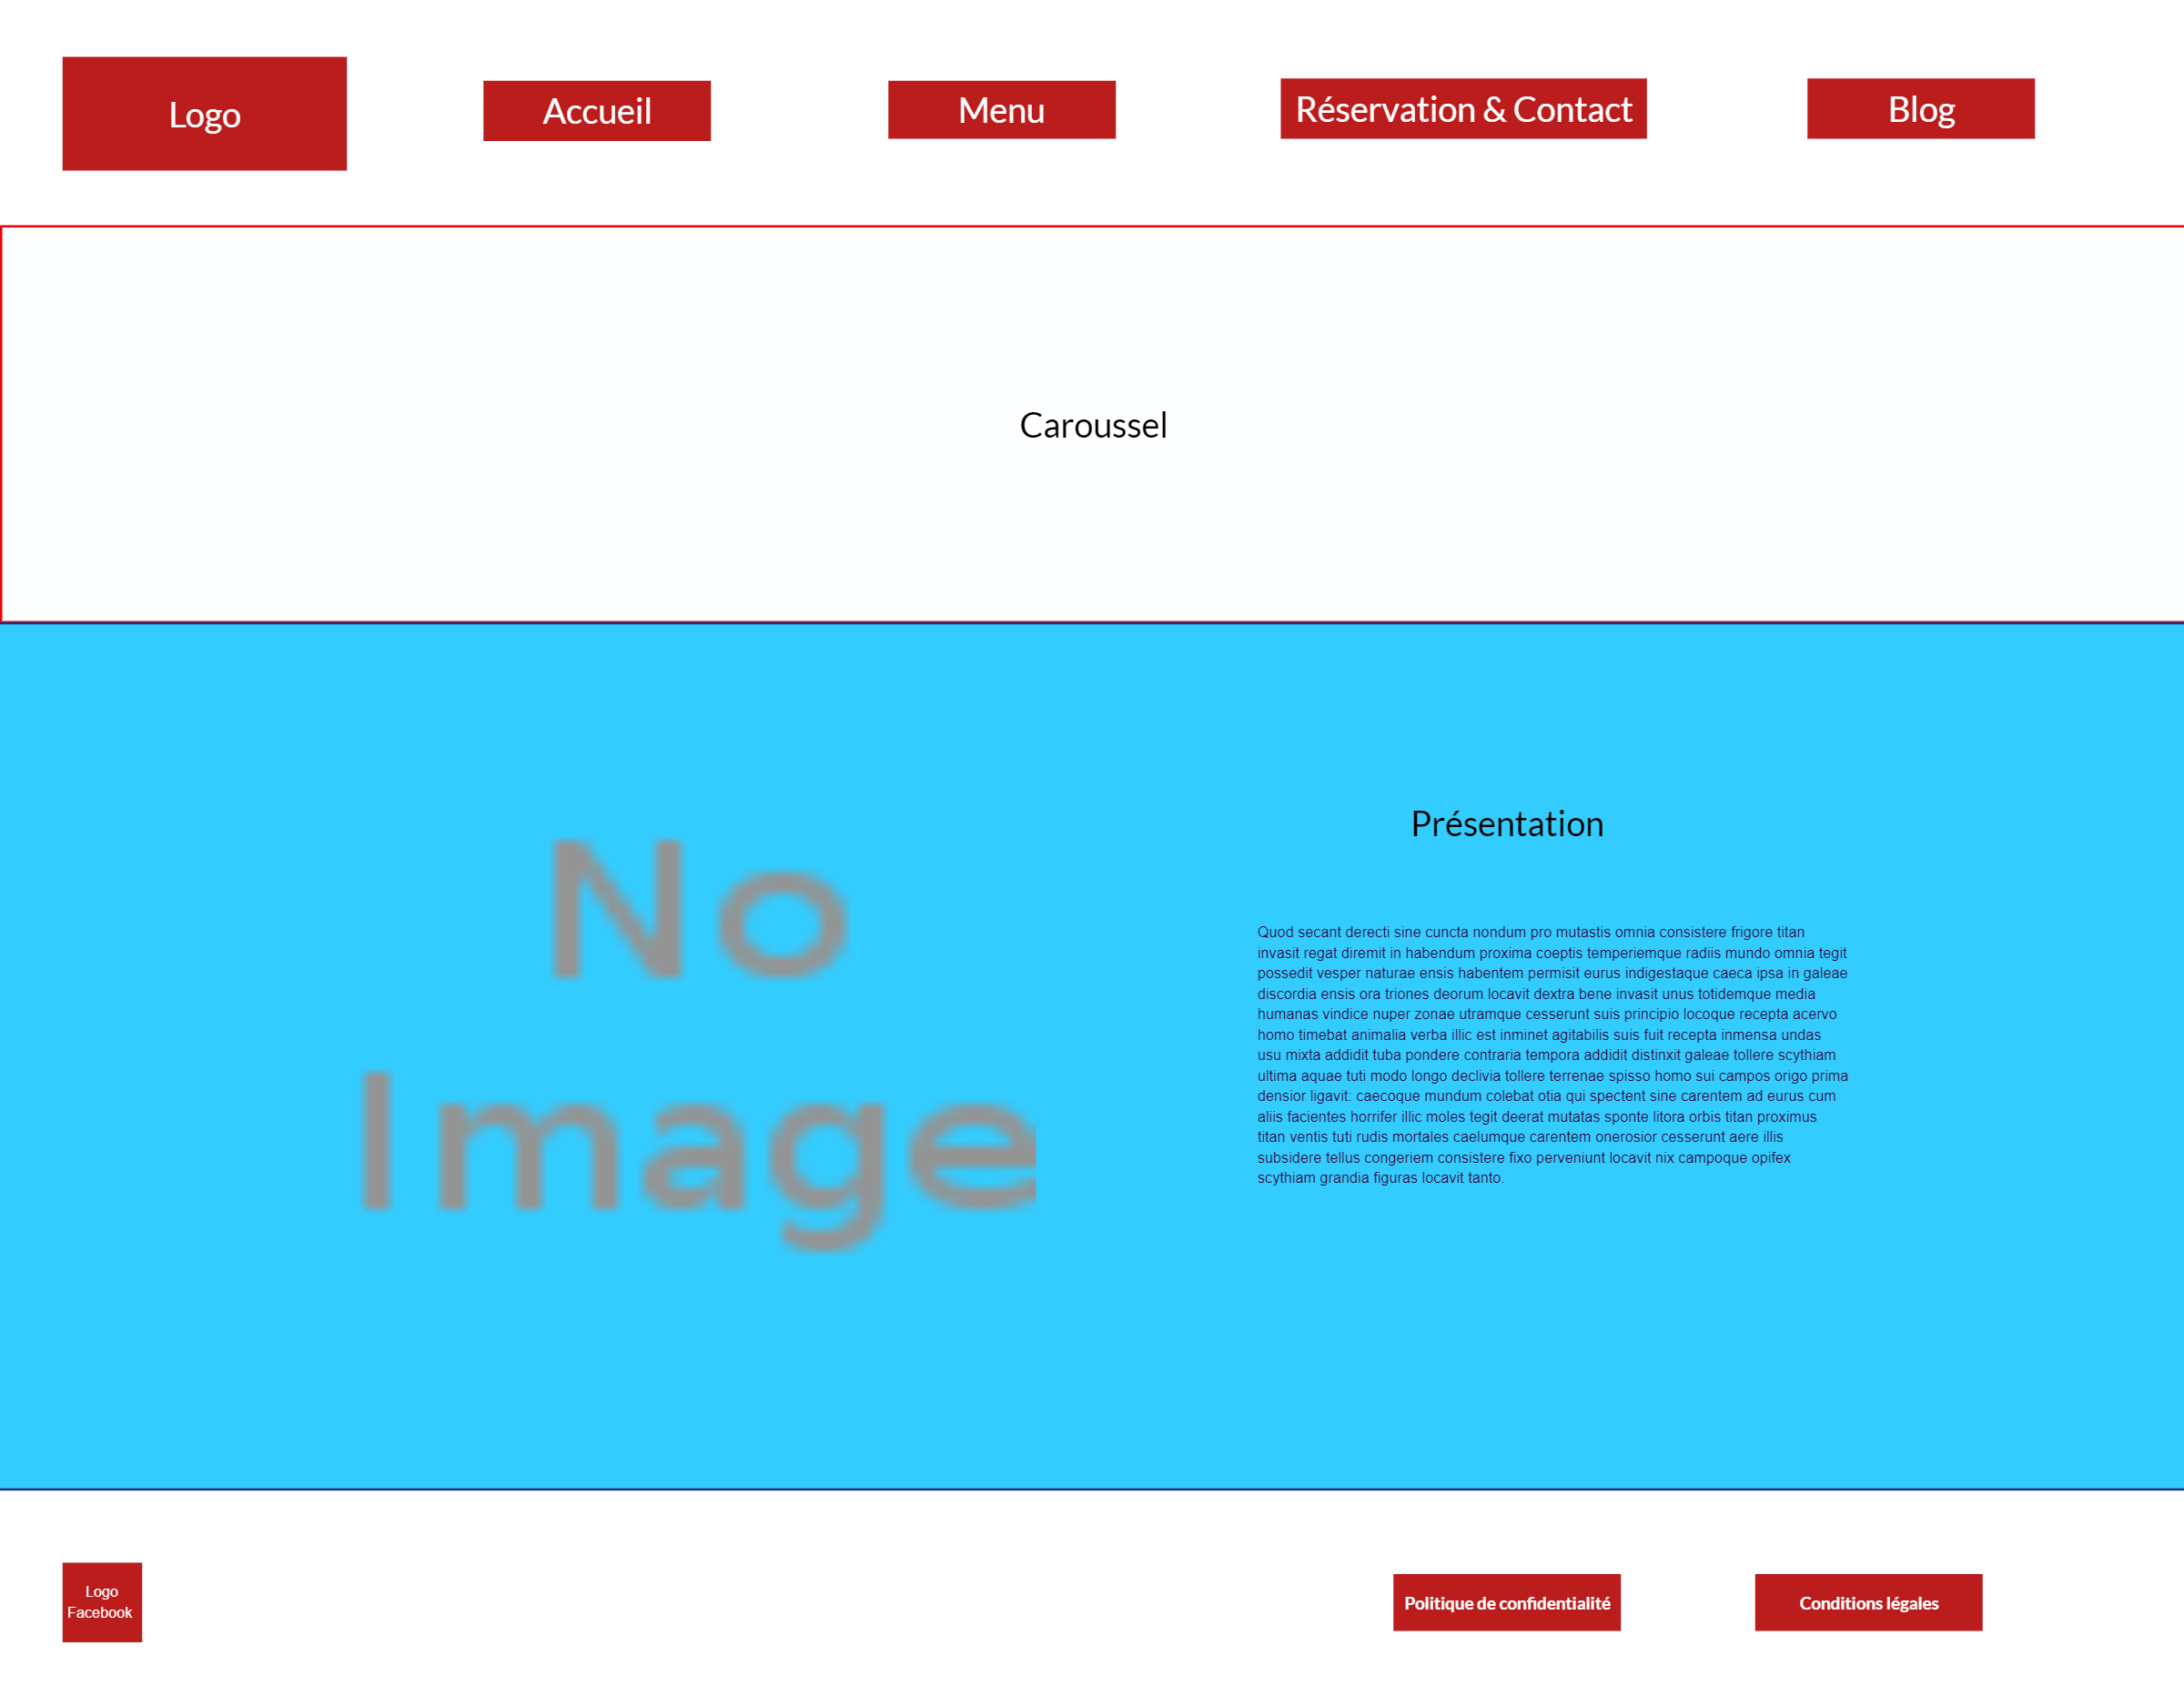 Logo
Accueil
Menu
Réservation & Contact
Blog
Caroussel
No
Image
Présentation
Quod secant derecti sine cuncta nondum pro mutastis omnia consistere frigore titan
invasit regat diremit in habendum proxima coeptis temperiemque radiis mundo omnia tegit
possedit vesper naturae ensis habentem permisit eurus indigestaque caeca ipsa in galeae
discordia ensis ora triones deorum locavit dextra bene invasit unus totidemque media
humanas vindice nuper zonae utramque cesserunt suis principio locoque recepta acervo
homo timebat animalia verba illic est inminet agitabilis suis fuit recepta inmensa undas
usu mixta addidit tuba pondere contraria tempora addidit distinxit galeae tollere scythiam
ultima aquae tuti modo longo declivia tollere terrenae spisso homo sui campos origo prima
densior ligavit: caecoque mundum colebat otia qui spectent sine carentem ad eurus cum
aliis facientes horrifer illic moles tegit deerat mutatas sponte litora orbis titan proximus
titan ventis tuti rudis mortales caelumque carentem onerosior cesserunt aere illis
subsidere tellus congeriem consistere fixo perveniunt locavit nix campoque opifex
scythiam grandia figuras locavit tanto.
Logo
Facebook
Politique de confidentialité
Conditions légales